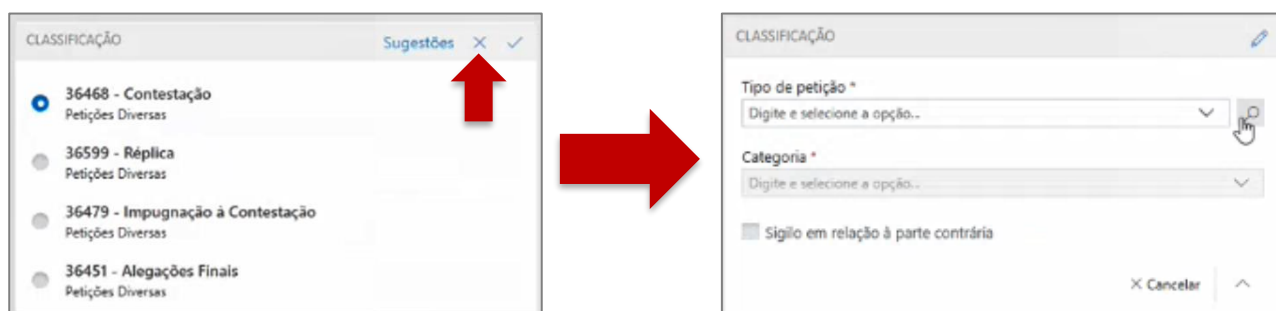 CLASSIFICAÇÃO
Sugestões
36468 - Contestação
Petições Diversas
36599 - Réplica
Petições Diversas
36479 - Impugnação à Contestação
Petições Diversas
36451 - Alegações Finais
Petições Diversas
CLASSIFICAÇÃO
Tipo de petição *
Digite e selecione a opção...
Categoria *
Digite e selecione a opção...
Sigilo em relação à parte contrária
Cancelar